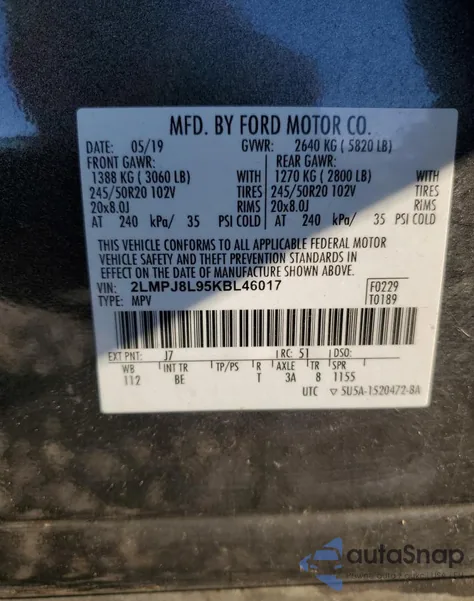 MFD. BY FORD MOTOR CO.
DATE: 05/19 GVWR: 2640 KG ( 5820 LB)
FRONT GAWR: REAR GAWR:
1388 KG ( 3060 LB) WITH 1270 KG ( 2800 LB) WITH
245/50R20 102V TIRES 245/50R20 102V TIRES
20x8.0J RIMS 20x8.0J RIMS
AT 240 kPa/ 35 PSI COLD AT 240 kPa/ 35 PSI COLD
THIS VEHICLE CONFORMS TO ALL APPLICABLE FEDERAL MOTOR
VEHICLE SAFETY AND THEFT PREVENTION STANDARDS IN
EFFECT ON THE DATE OF MANUFACTURE SHOWN ABOVE.
VIN: 2LMPJ8L95KBL46017 F0229
TYPE: MPV T0189
EXT PNT: J7 RC: 51 DSO:
WB INT TR TP/PS R AXLE TR SPR
112 BE T 3A 8 1155
UTC ▽ 5U5A-1520472-8A
autoSnap